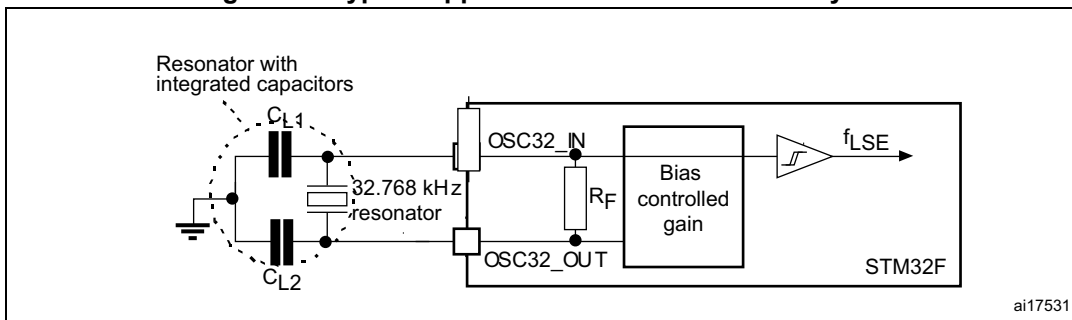 Resonator with
integrated capacitors
CL1
OSC32_IN
fLSE
32.768 kHz
resonator
RF
Bias
controlled
gain
OSC32_OUT
STM32F
CL2
ai17531